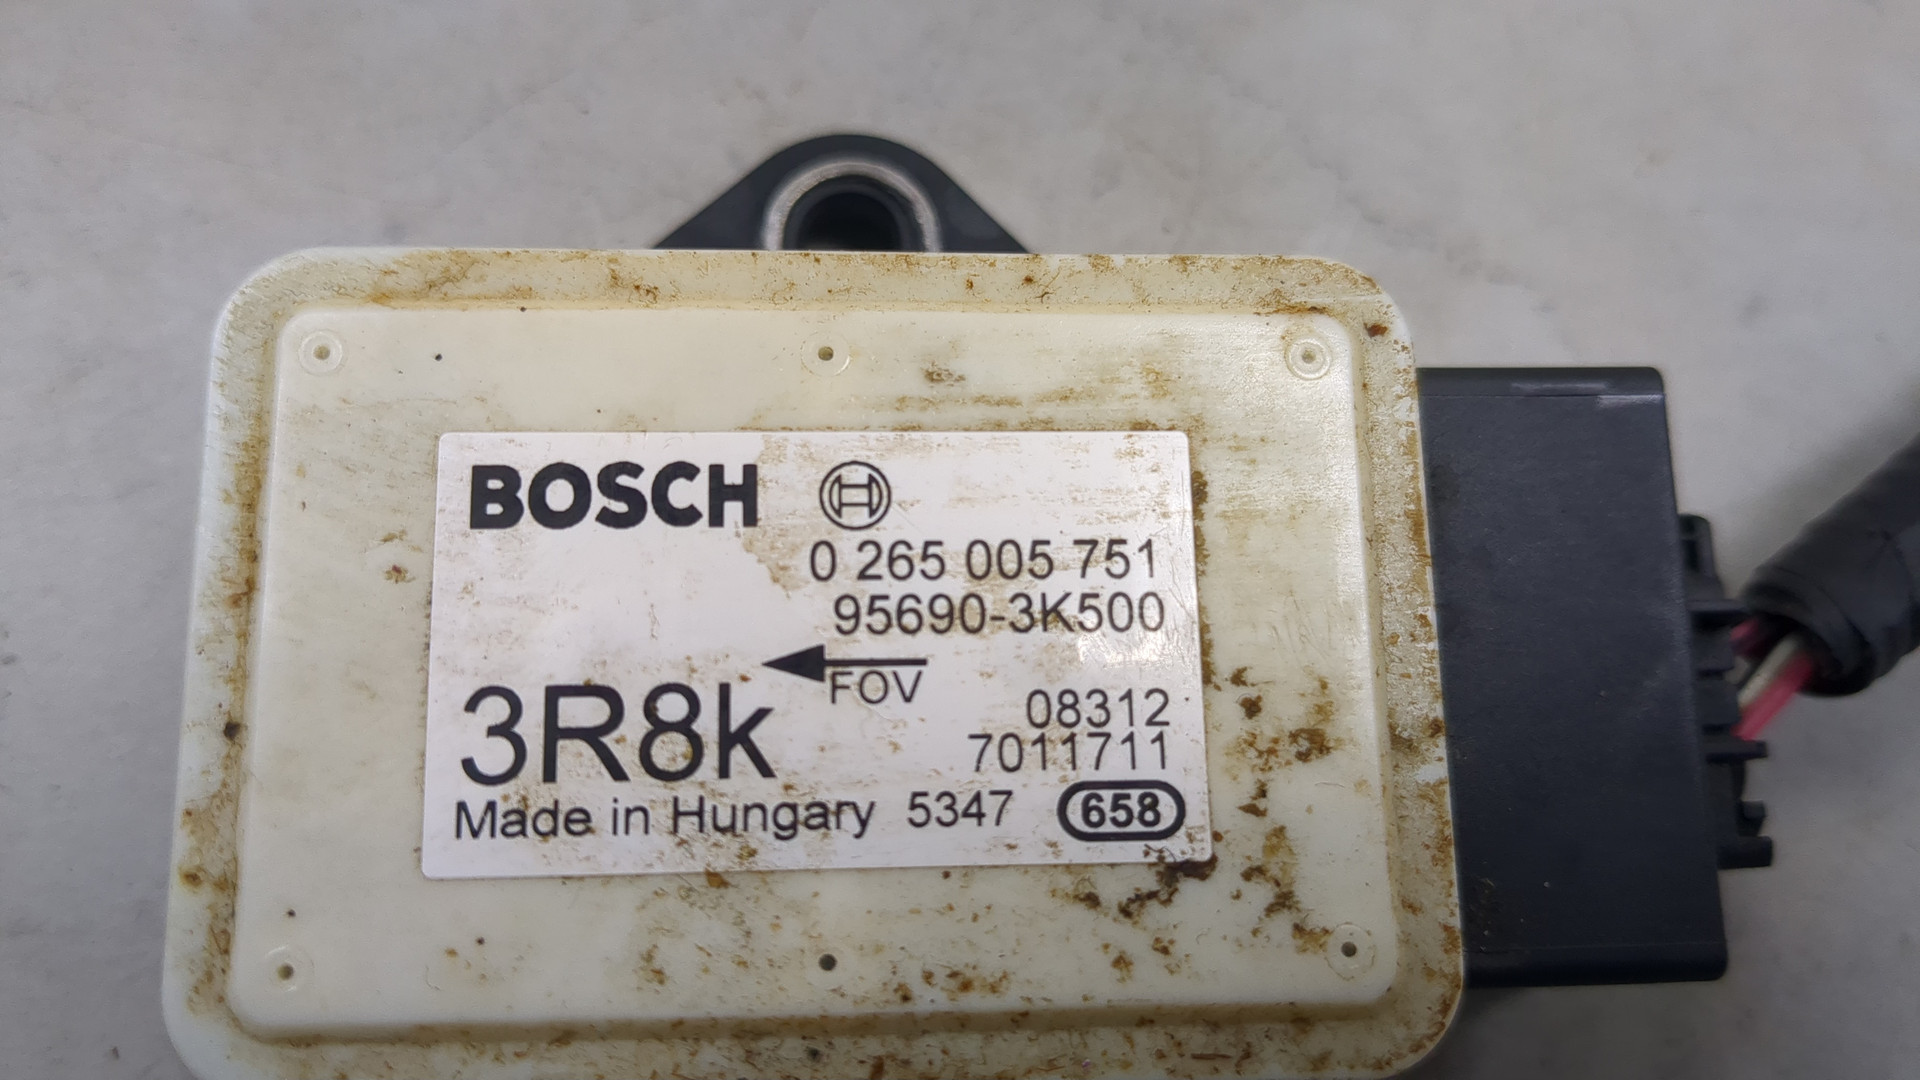 BOSCH
0 265 005 751
95690-3K500
FOV
3R8k
08312
7011711
Made in Hungary 5347 658